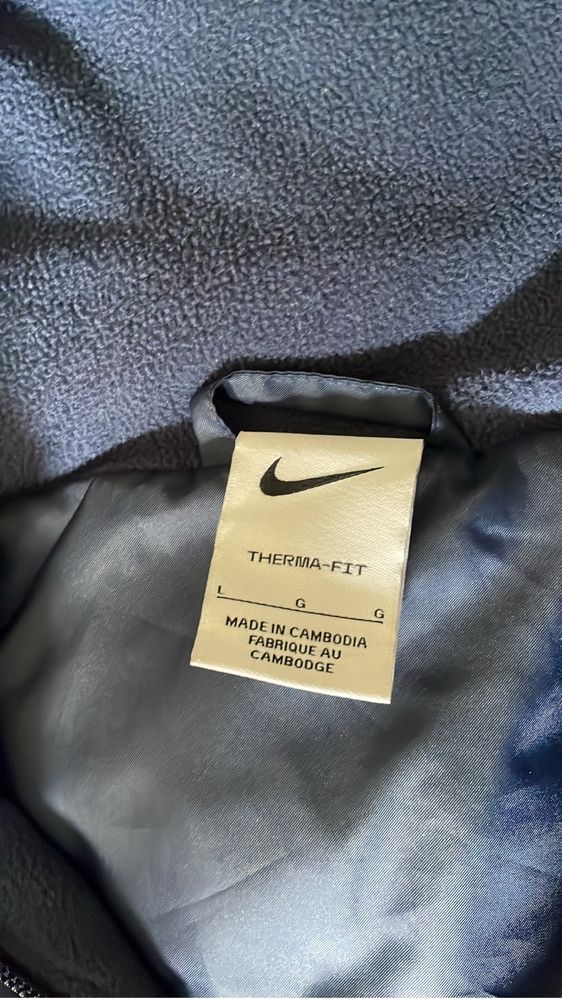 THERMA-FIT
L G G
MADE IN CAMBODIA
FABRIQUE AU
CAMBODGE